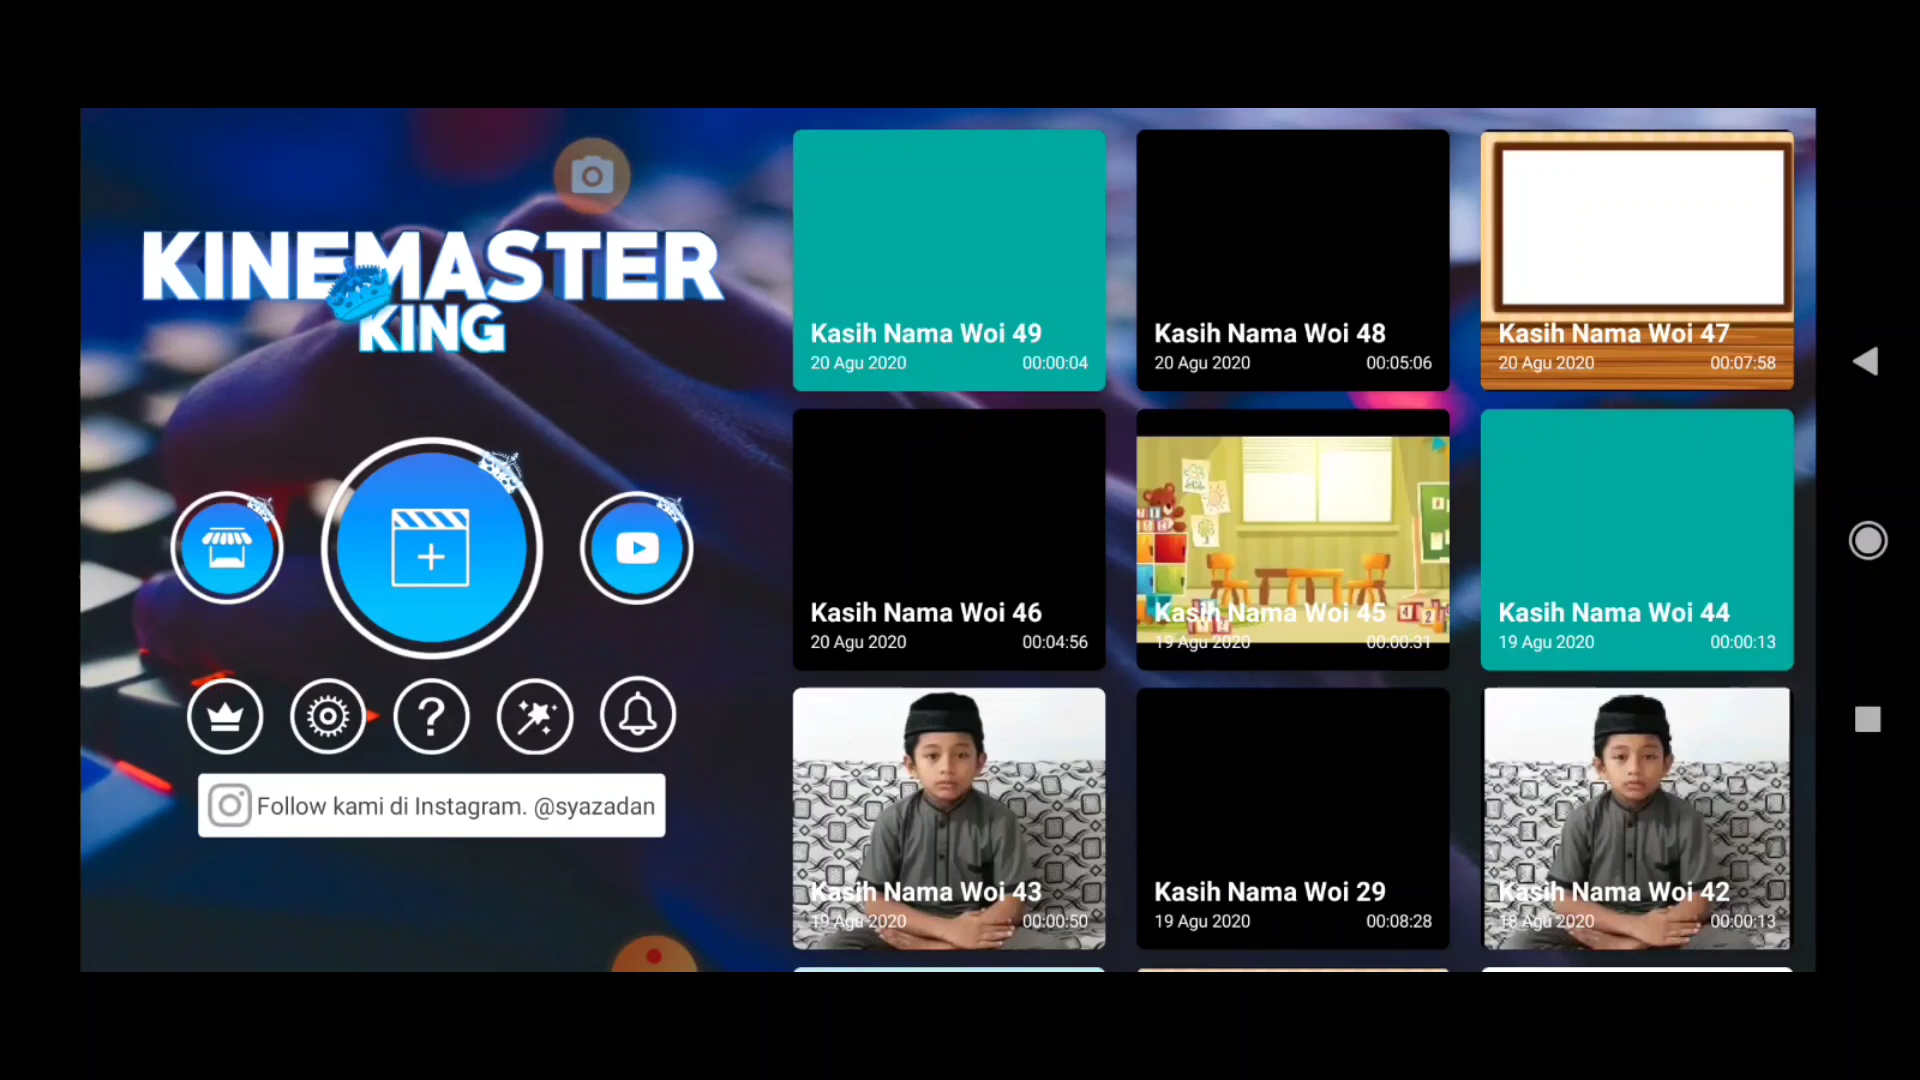 KINEMASTER
KING
Follow kami di Instagram. @syazadan
Kasih Nama Woi 49
20 Agu 2020 00:00:04
Kasih Nama Woi 48
20 Agu 2020 00:05:06
Kasih Nama Woi 47
20 Agu 2020 00:07:58
Kasih Nama Woi 46
20 Agu 2020 00:04:56
Kasih Nama Woi 45
19 Agu 2020 00:00:31
Kasih Nama Woi 44
19 Agu 2020 00:00:13
Kasih Nama Woi 43
19 Agu 2020 00:00:50
Kasih Nama Woi 29
19 Agu 2020 00:08:28
Kasih Nama Woi 42
18 Agu 2020 00:00:13